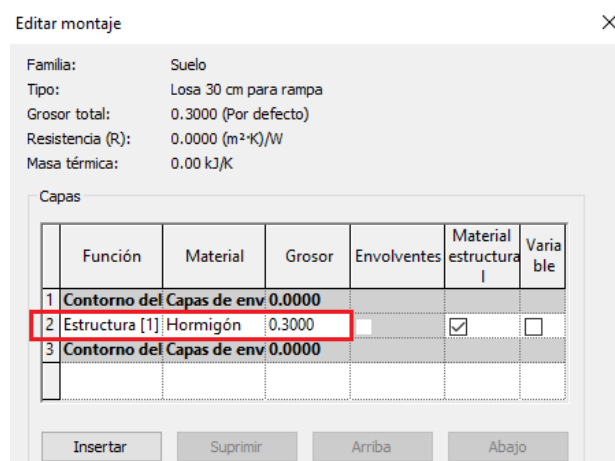 Editar montaje
Familia: Suelo
Tipo: Losa 30 cm para rampa
Grosor total: 0.3000 (Por defecto)
Resistencia (R): 0.0000 (m²·K)/W
Masa térmica: 0.00 kJ/K
Capas
Función Material Grosor Envolventes Material estructura l Varia ble
1 Contorno del Capas de env 0.0000
2 Estructura [1] Hormigón 0.3000
3 Contorno del Capas de env 0.0000
Insertar Suprimir Arriba Abajo